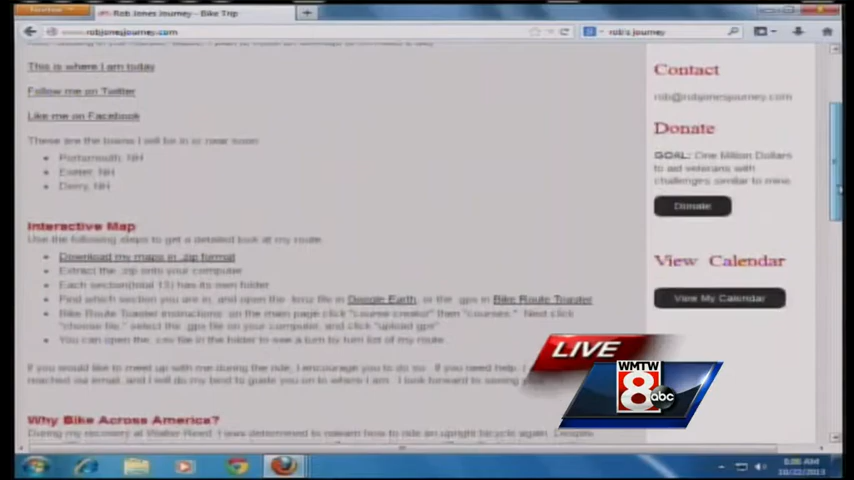 Rob Jones Journey - Bike Trip
www.robjonesjourney.com
rob's journey
This is where I am today
Follow me on Twitter
Like me on Facebook
These are the towns I will be in or near soon
Portsmouth, NH
Exeter, NH
Derry, NH
Interactive Map
Use the following steps to get a detailed look at my route.
Download my maps in .zip format
Extract the .zip onto your computer
Each section(total 13) has its own folder
Find which section you are in, and open the .kmz file in Google Earth, or the .gpx in Bike Route Toaster
Bike Route Toaster instructions: on the main page click "course creator" then "courses." Next click
"choose file," select the .gpx file on your computer, and click "upload gpx"
You can open the .csv file in the folder to see a turn by turn list of my route.
If you would like to meet up with me during the ride, I encourage you to do so. If you need help, I
reached via email, and I will do my best to guide you on to where I am. I look forward to seeing
Why Bike Across America?
During my recovery at Walter Reed, I was determined to relearn how to ride an upright bicycle again. Despite
Contact
rob@robjonesjourney.com
Donate
GOAL: One Million Dollars
to aid veterans with
challenges similar to mine.
Donate
View Calendar
View My Calendar
LIVE
WMTW
8
abc
10/22/2013